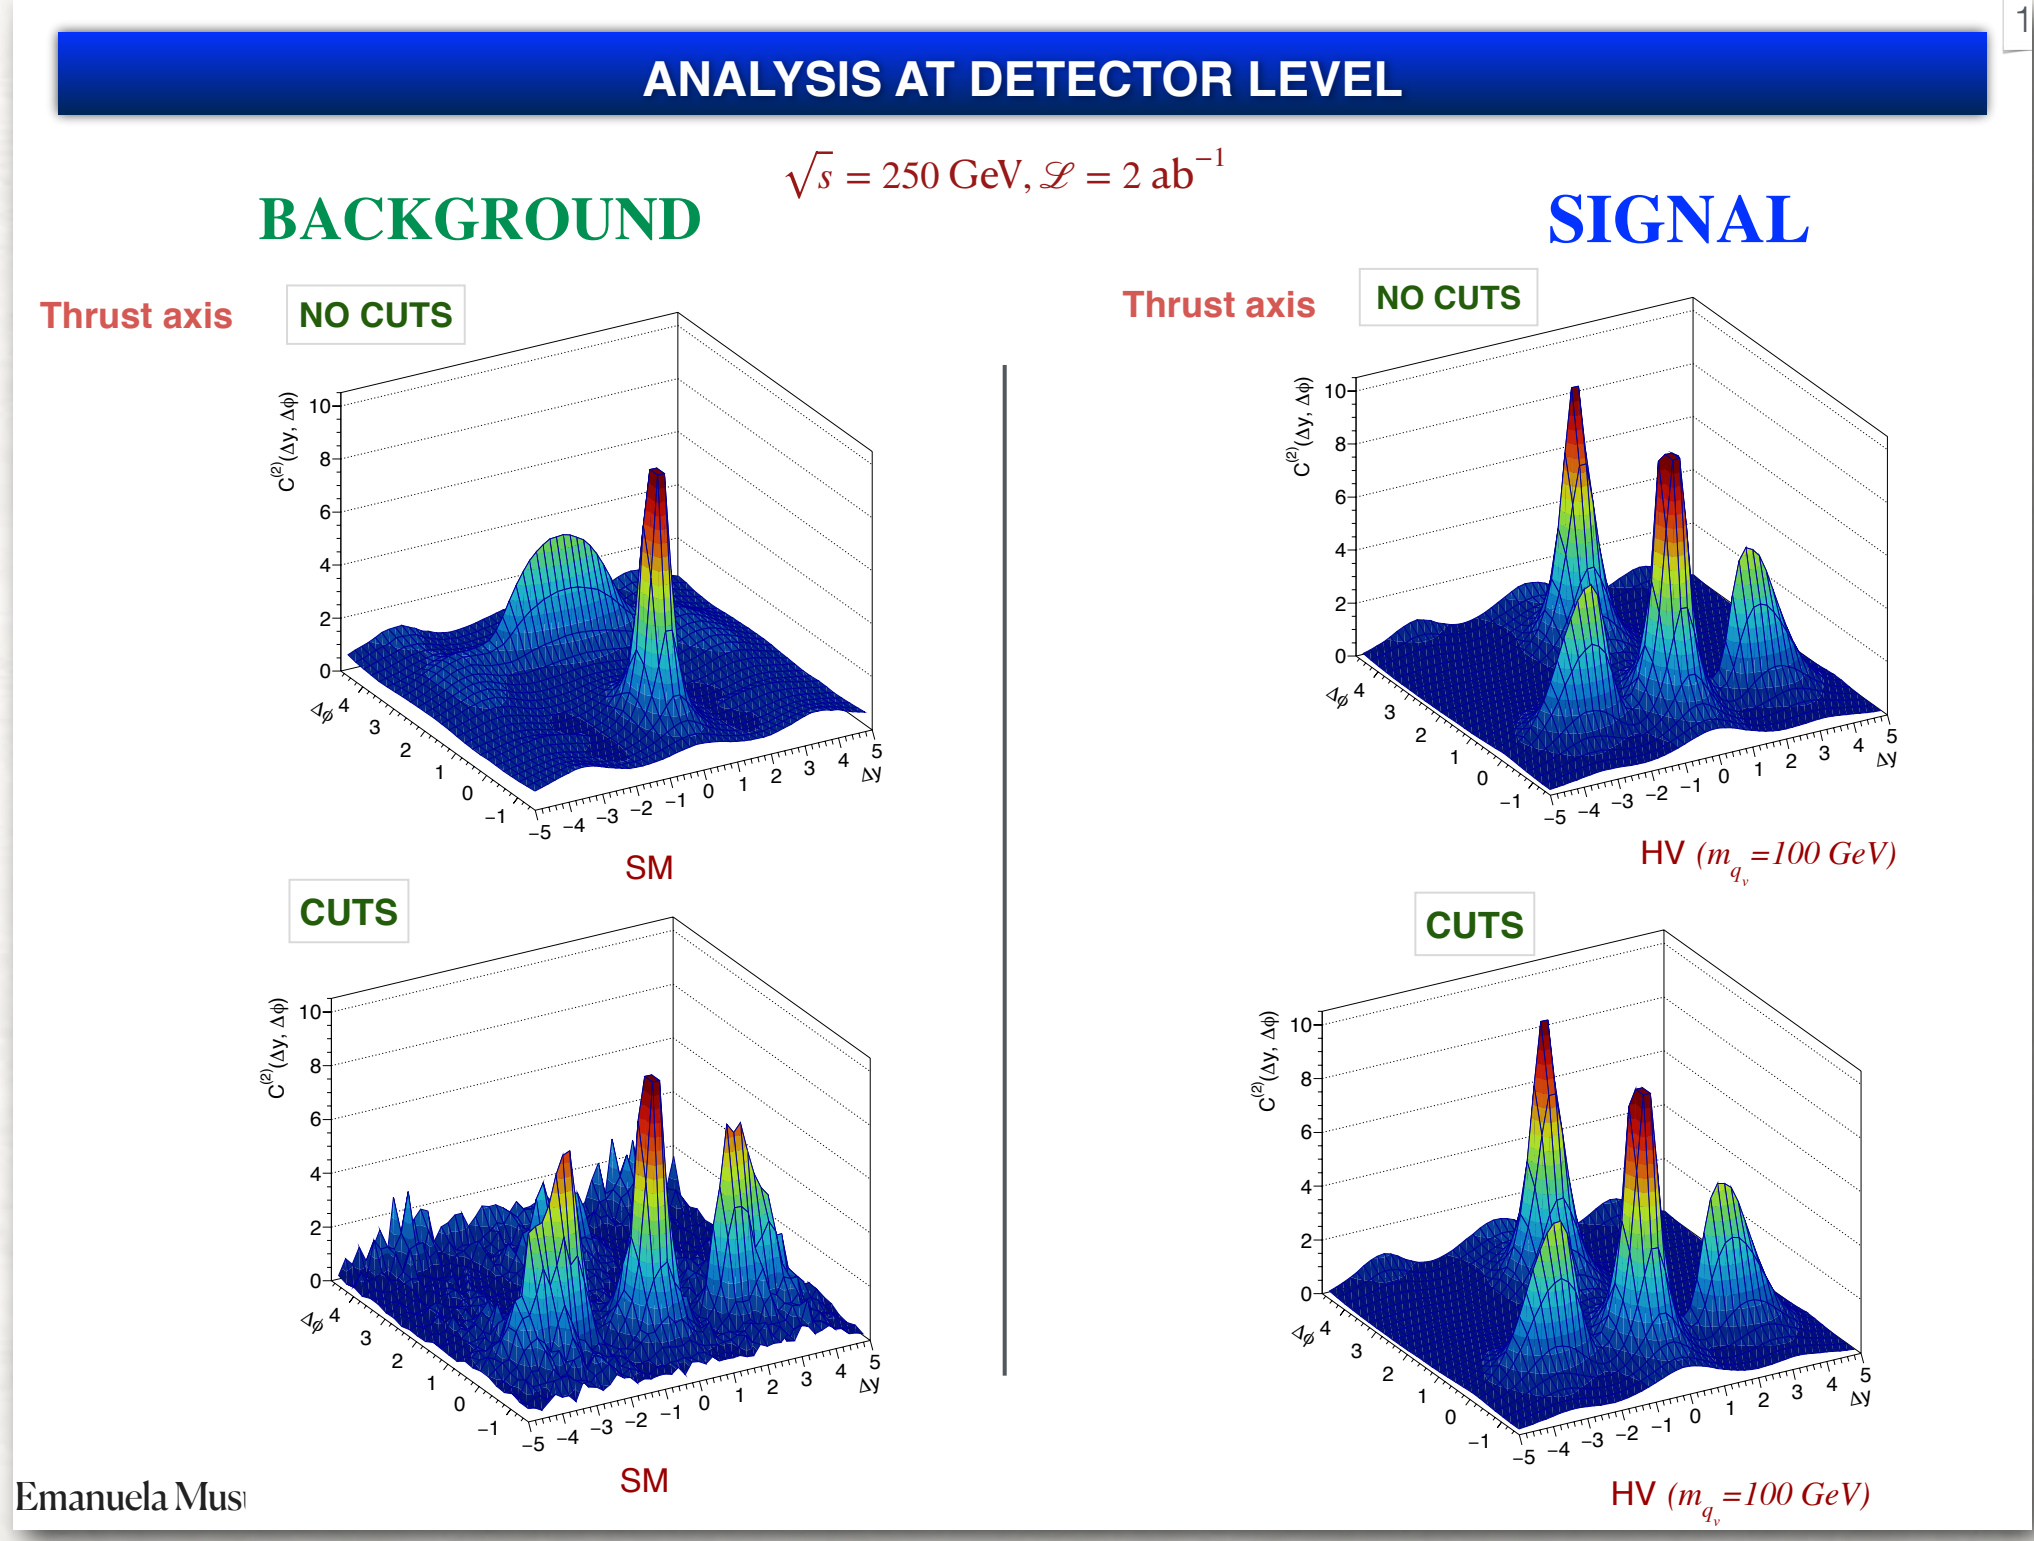 1
ANALYSIS AT DETECTOR LEVEL
√s = 250 GeV, ℒ = 2 ab⁻¹
BACKGROUND
SIGNAL
Thrust axis
NO CUTS
C⁽²⁾(Δy, Δϕ)
10
8
6
4
2
0
Δϕ
4
3
2
1
0
−1
−5 −4 −3 −2 −1 0 1 2 3 4 5
Δy
SM
Thrust axis
NO CUTS
C⁽²⁾(Δy, Δϕ)
10
8
6
4
2
0
Δϕ
4
3
2
1
0
−1
−5 −4 −3 −2 −1 0 1 2 3 4 5
Δy
HV (m_{q_v}=100 GeV)
CUTS
C⁽²⁾(Δy, Δϕ)
10
8
6
4
2
0
Δϕ
4
3
2
1
0
−1
−5 −4 −3 −2 −1 0 1 2 3 4 5
Δy
SM
CUTS
C⁽²⁾(Δy, Δϕ)
10
8
6
4
2
0
Δϕ
4
3
2
1
0
−1
−5 −4 −3 −2 −1 0 1 2 3 4 5
Δy
HV (m_{q_v}=100 GeV)
Emanuela